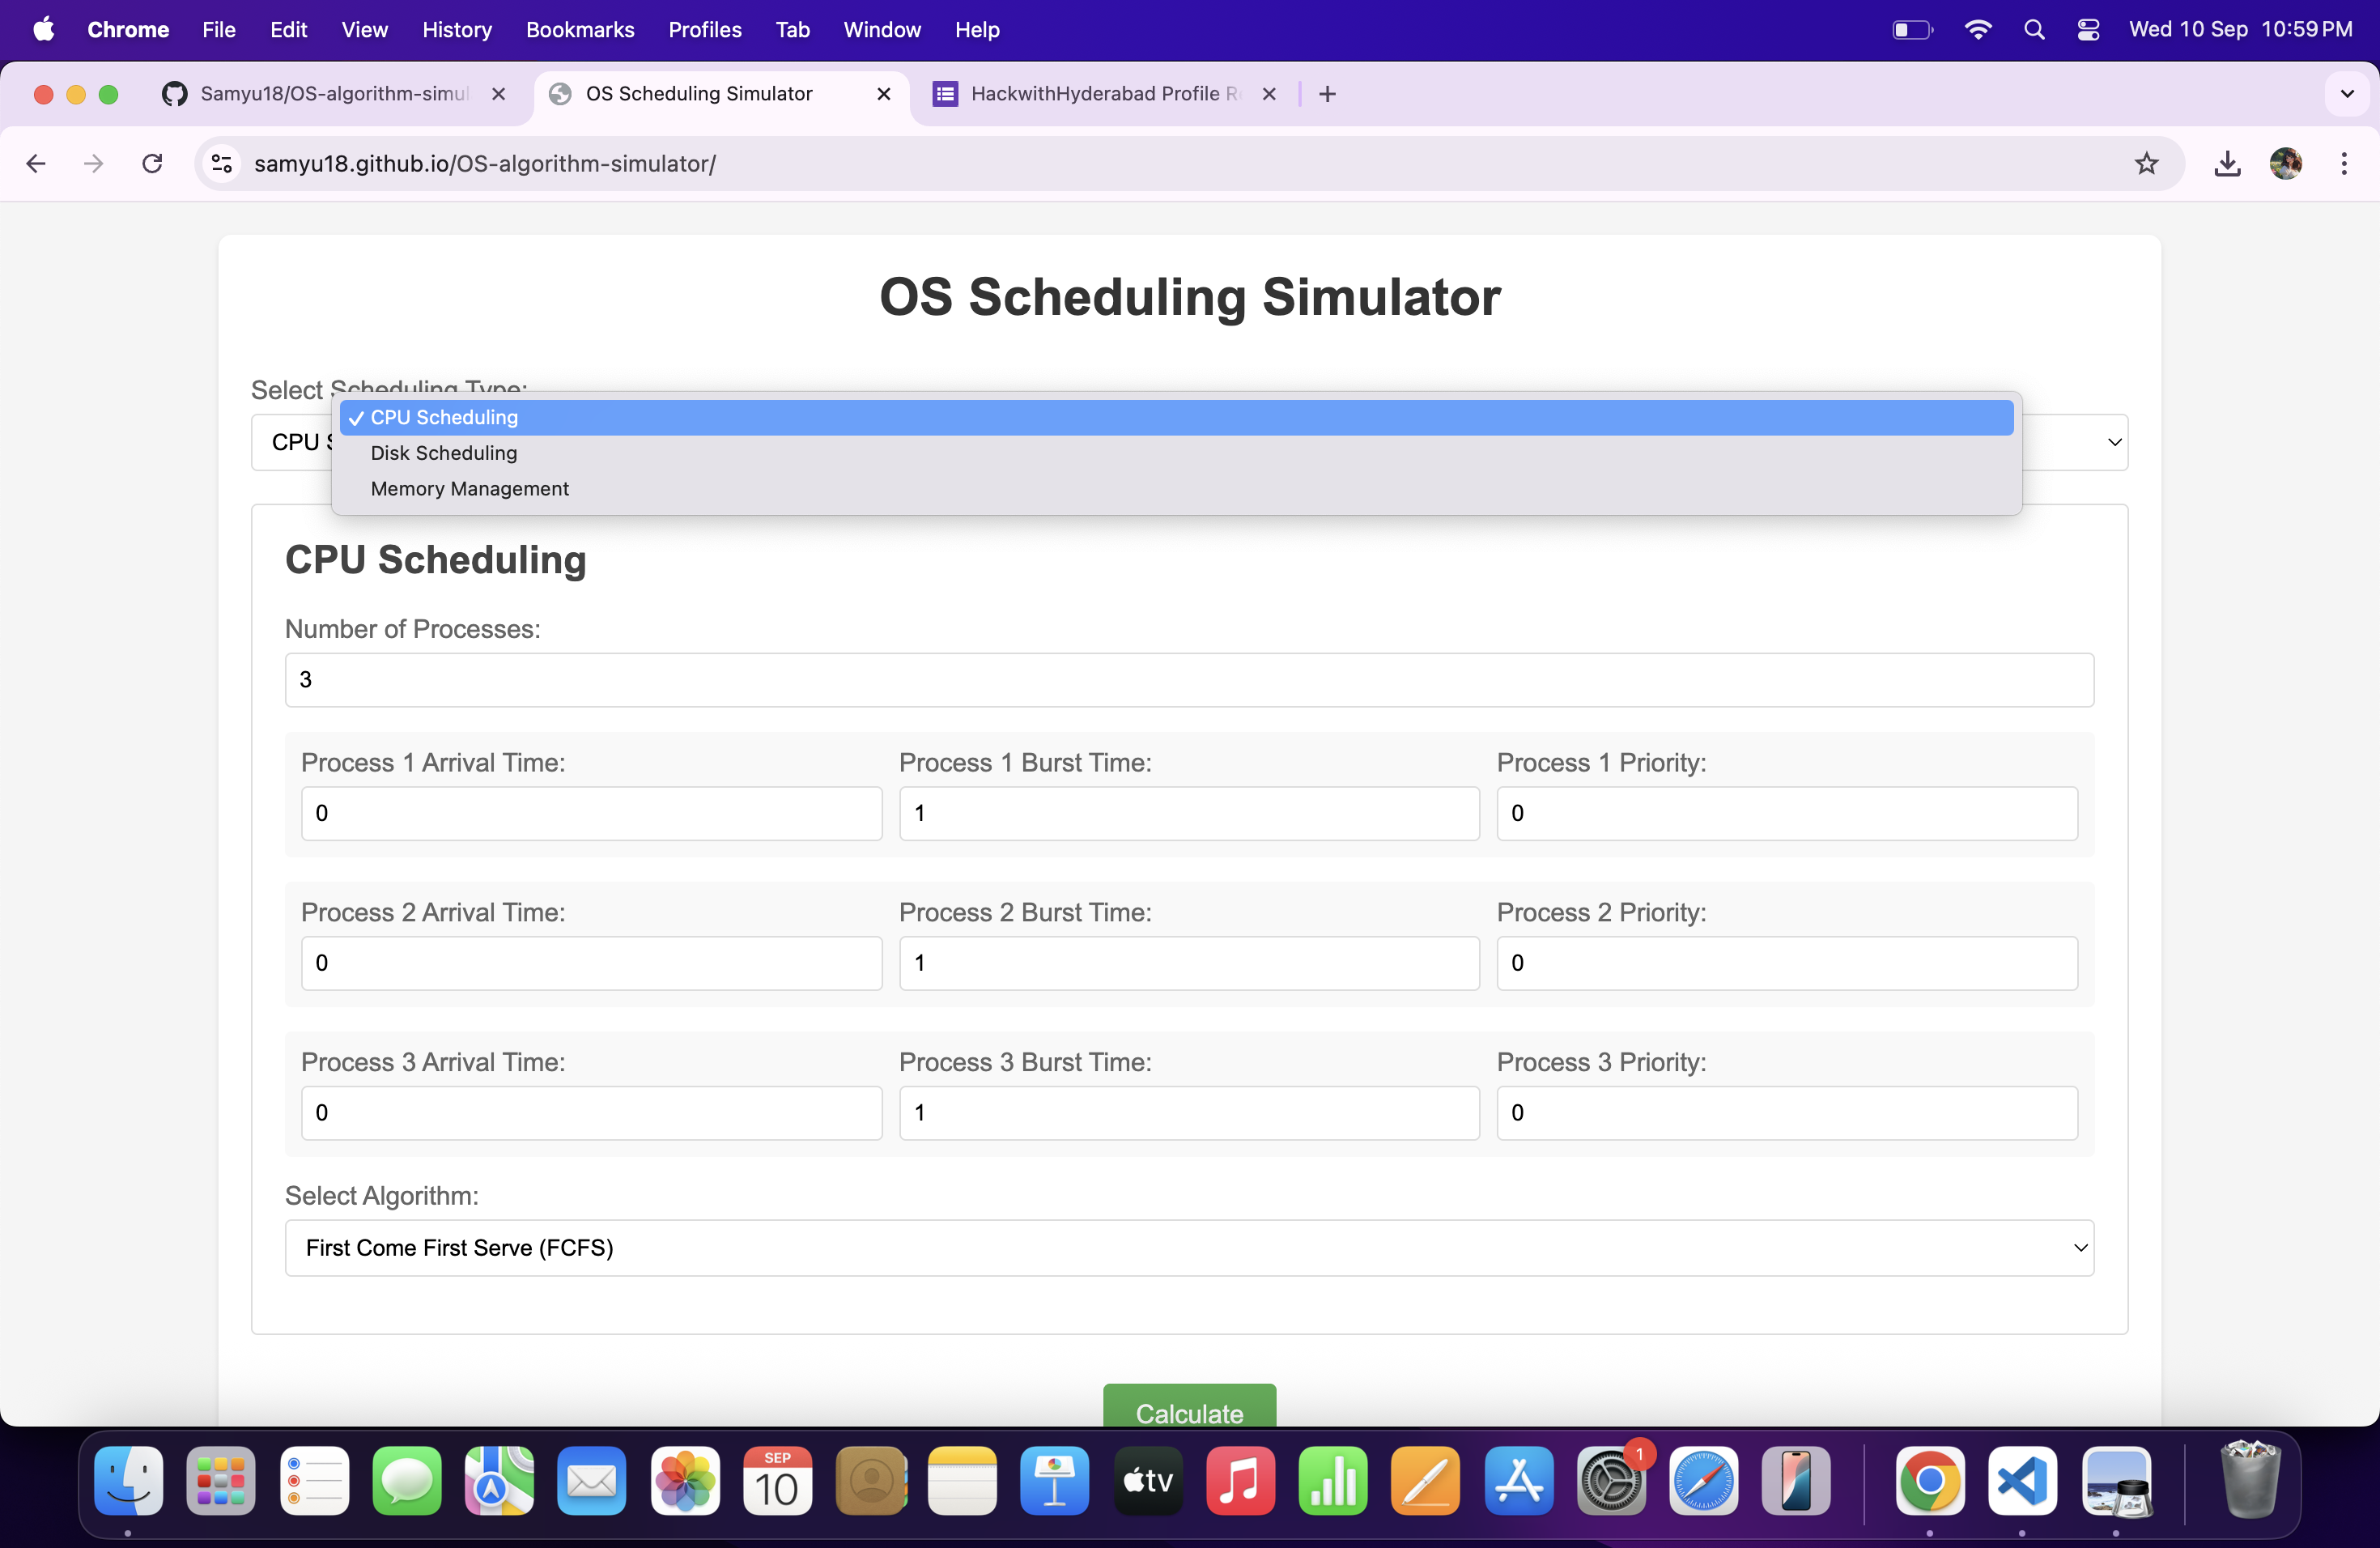 Chrome File Edit View History Bookmarks Profiles Tab Window Help Wed 10 Sep 10:59 PM
Samyu18/OS-algorithm-simul OS Scheduling Simulator HackwithHyderabad Profile R
samyu18.github.io/OS-algorithm-simulator/
OS Scheduling Simulator
Select Scheduling Type:
CPU S
CPU Scheduling
Disk Scheduling
Memory Management
CPU Scheduling
Number of Processes:
3
Process 1 Arrival Time: Process 1 Burst Time: Process 1 Priority:
0 1 0
Process 2 Arrival Time: Process 2 Burst Time: Process 2 Priority:
0 1 0
Process 3 Arrival Time: Process 3 Burst Time: Process 3 Priority:
0 1 0
Select Algorithm:
First Come First Serve (FCFS)
Calculate
SEP
10
tv
1